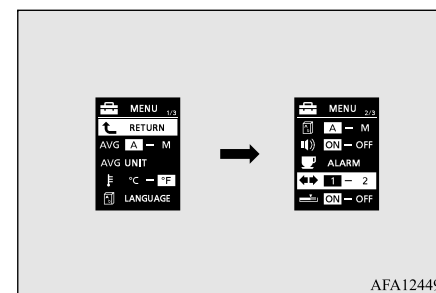 MENU 1/3
RETURN
AVG A – M
AVG UNIT
°C – °F
LANGUAGE
MENU 2/3
A – M
ON – OFF
ALARM
1 – 2
ON – OFF
AFA12449